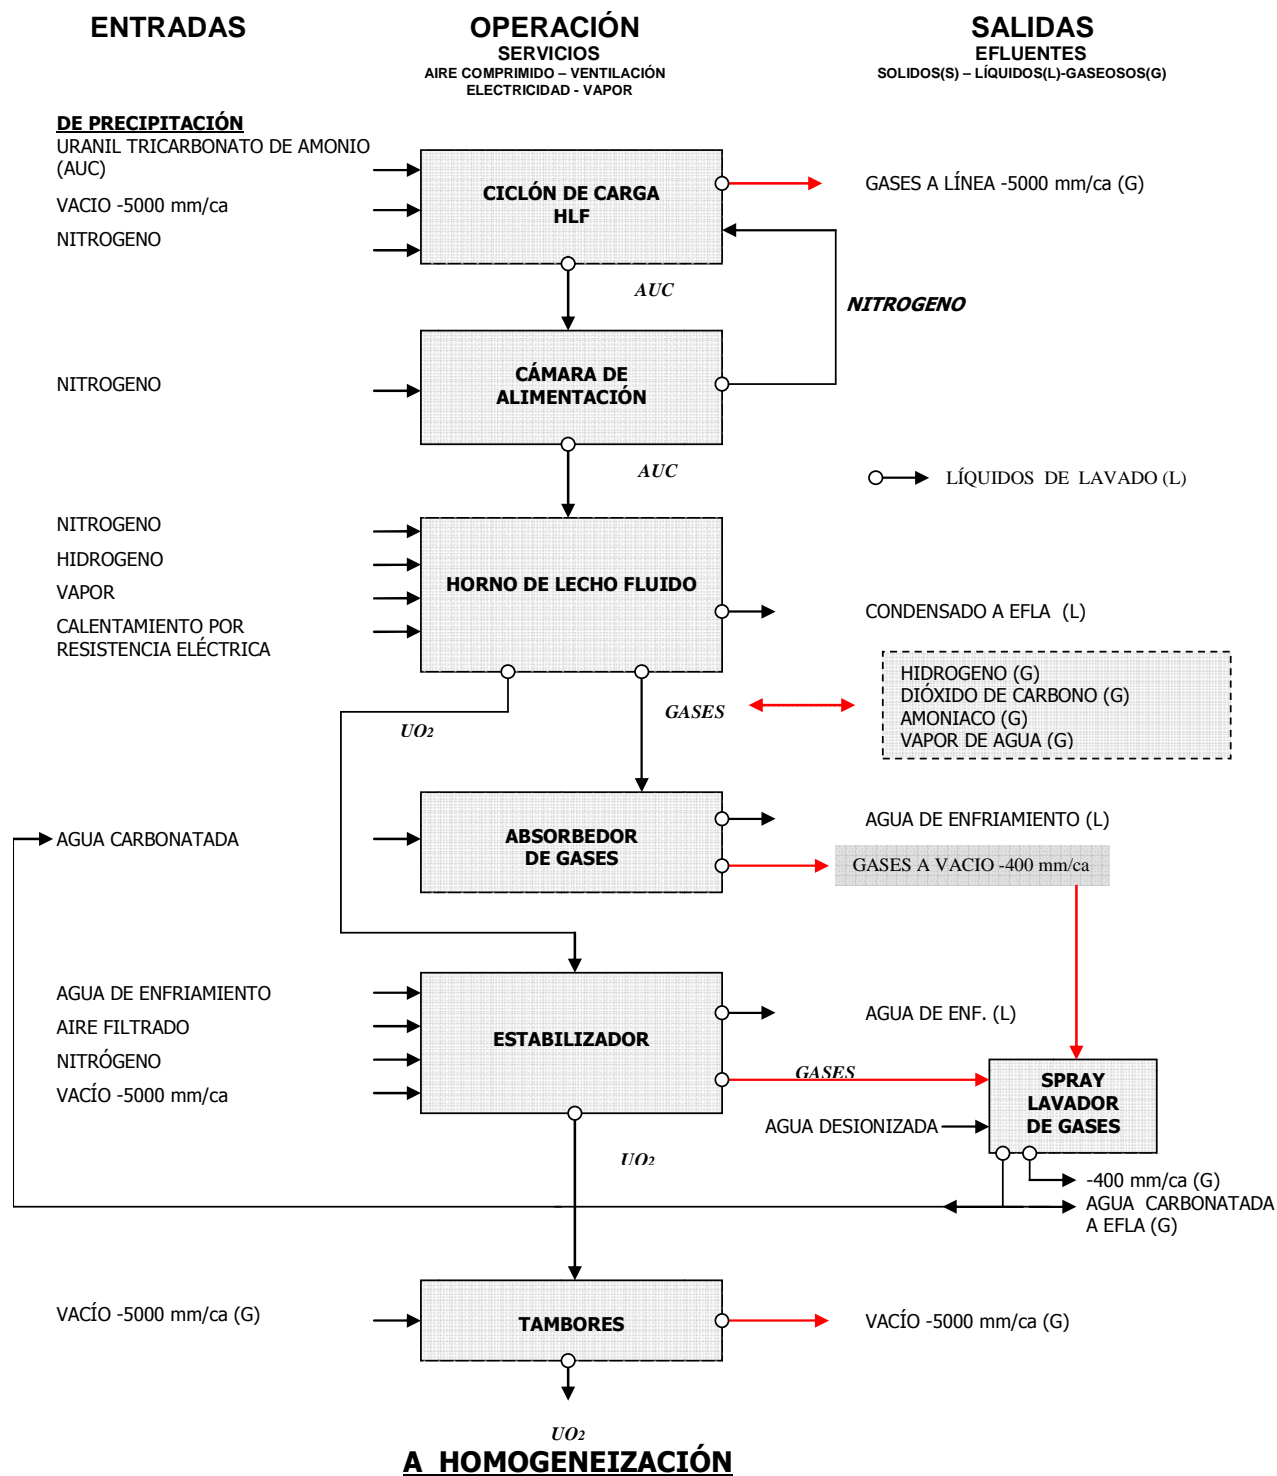 ENTRADAS
OPERACIÓN
SERVICIOS
AIRE COMPRIMIDO – VENTILACIÓN
ELECTRICIDAD - VAPOR
SALIDAS
EFLUENTES
SOLIDOS(S) – LÍQUIDOS(L)-GASEOSOS(G)
DE PRECIPITACIÓN
URANIL TRICARBONATO DE AMONIO
(AUC)
VACIO -5000 mm/ca
NITROGENO
CICLÓN DE CARGA
HLF
GASES A LÍNEA -5000 mm/ca (G)
AUC
NITROGENO
NITROGENO
CÁMARA DE
ALIMENTACIÓN
AUC
LÍQUIDOS DE LAVADO (L)
NITROGENO
HIDROGENO
VAPOR
CALENTAMIENTO POR
RESISTENCIA ELÉCTRICA
HORNO DE LECHO FLUIDO
CONDENSADO A EFLA (L)
HIDROGENO (G)
DIÓXIDO DE CARBONO (G)
AMONIACO (G)
VAPOR DE AGUA (G)
GASES
UO2
AGUA CARBONATADA
ABSORBEDOR
DE GASES
AGUA DE ENFRIAMIENTO (L)
GASES A VACIO -400 mm/ca
AGUA DE ENFRIAMIENTO
AIRE FILTRADO
NITRÓGENO
VACÍO -5000 mm/ca
ESTABILIZADOR
AGUA DE ENF. (L)
GASES
SPRAY
LAVADOR
DE GASES
AGUA DESIONIZADA
UO2
-400 mm/ca (G)
AGUA CARBONATADA
A EFLA (G)
VACÍO -5000 mm/ca (G)
TAMBORES
VACÍO -5000 mm/ca (G)
UO2
A HOMOGENEIZACIÓN